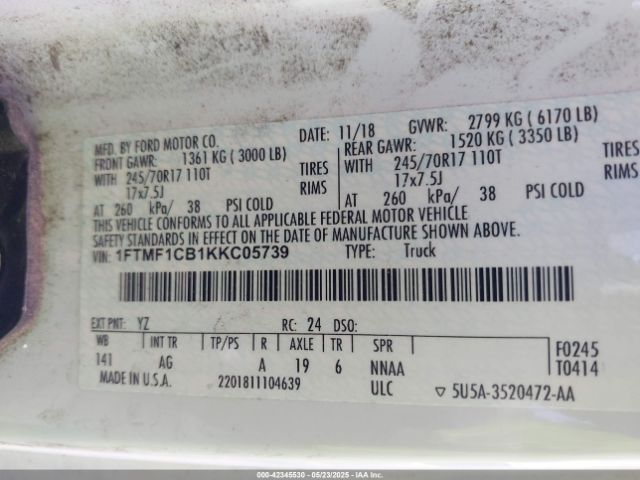 MFD. BY FORD MOTOR CO. DATE: 11/18 GVWR: 2799 KG ( 6170 LB)
FRONT GAWR: 1361 KG ( 3000 LB) REAR GAWR: 1520 KG ( 3350 LB)
WITH 245/70R17 110T TIRES WITH 245/70R17 110T TIRES
17x7.5J RIMS 17x7.5J RIMS
AT 260 kPa/ 38 PSI COLD AT 260 kPa/ 38 PSI COLD
THIS VEHICLE CONFORMS TO ALL APPLICABLE FEDERAL MOTOR VEHICLE
SAFETY STANDARDS IN EFFECT ON THE DATE OF MANUFACTURE SHOWN ABOVE.
VIN: 1FTMF1CB1KKC05739 TYPE: Truck
EXT PNT: YZ RC: 24 DSO:
WB INT TR TP/PS R AXLE TR SPR F0245
141 AG A 19 6 NNAA T0414
MADE IN U.S.A. 2201811104639 ULC ▽ 5U5A-3520472-AA
000-42345530 - 05/23/2025 - IAAI.COM